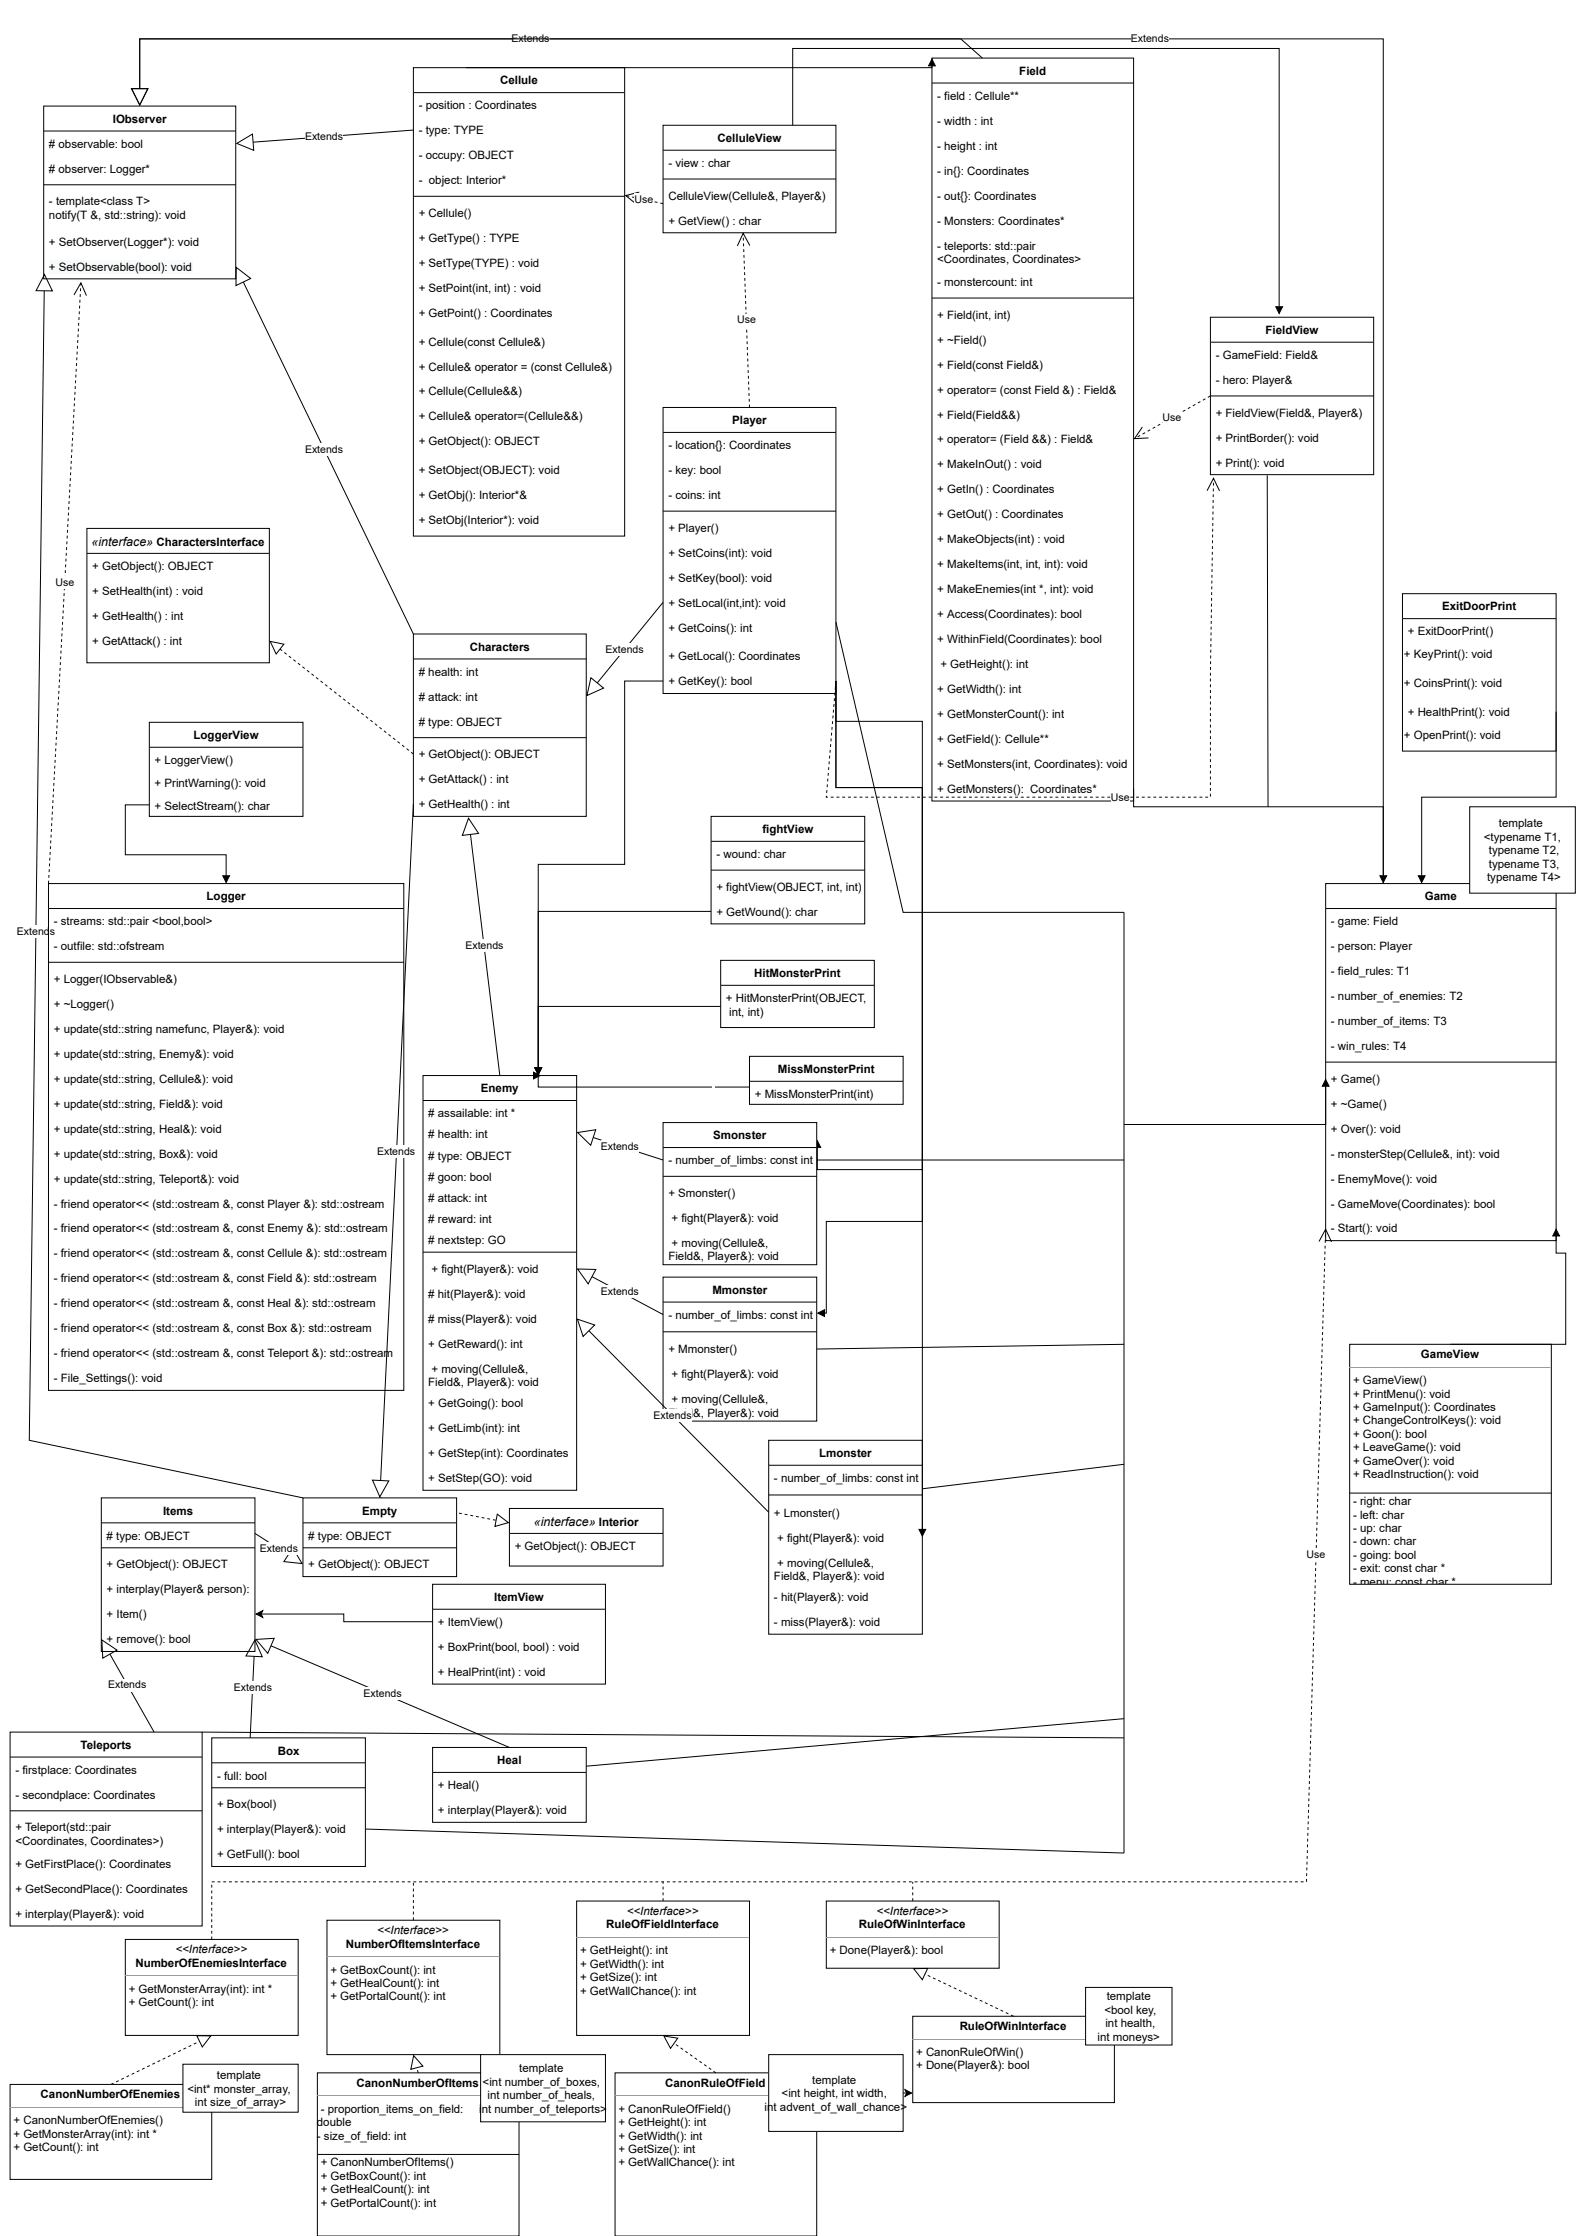 Extends
Extends
IObserver
# observable: bool
# observer: Logger*
- template<class T>
notify(T &, std::string): void
+ SetObserver(Logger*): void
+ SetObservable(bool): void
Extends
Cellule
- position : Coordinates
- type: TYPE
- occupy: OBJECT
- object: Interior*
+ Cellule()
+ GetType() : TYPE
+ SetType(TYPE) : void
+ SetPoint(int, int) : void
+ GetPoint() : Coordinates
+ Cellule(const Cellule&)
+ Cellule& operator = (const Cellule&)
+ Cellule(Cellule&&)
+ Cellule& operator=(Cellule&&)
+ GetObject(): OBJECT
+ SetObject(OBJECT): void
+ GetObj(): Interior*&
+ SetObj(Interior*): void
Use
CelluleView
- view : char
CelluleView(Cellule&, Player&)
+ GetView() : char
Use
Field
- field : Cellule**
- width : int
- height : int
- in{}: Coordinates
- out{}: Coordinates
- Monsters: Coordinates*
- teleports: std::pair
<Coordinates, Coordinates>
- monstercount: int
+ Field(int, int)
+ ~Field()
+ Field(const Field&)
+ operator= (const Field &) : Field&
+ Field(Field&&)
+ operator= (Field &&) : Field&
+ MakeInOut() : void
+ GetIn() : Coordinates
+ GetOut() : Coordinates
+ MakeObjects(int) : void
+ MakeItems(int, int, int): void
+ MakeEnemies(int *, int): void
+ Access(Coordinates): bool
+ WithinField(Coordinates): bool
+ GetHeight(): int
+ GetWidth(): int
+ GetMonsterCount(): int
+ GetField(): Cellule**
+ SetMonsters(int, Coordinates): void
+ GetMonsters(): Coordinates*
Use
FieldView
- GameField: Field&
- hero: Player&
+ FieldView(Field&, Player&)
+ PrintBorder(): void
+ Print(): void
Use
Player
- location{}: Coordinates
- key: bool
- coins: int
+ Player()
+ SetCoins(int): void
+ SetKey(bool): void
+ SetLocal(int,int): void
+ GetCoins(): int
+ GetLocal(): Coordinates
+ GetKey(): bool
Extends
Extends
Use
«interface» CharactersInterface
+ GetObject(): OBJECT
+ SetHealth(int) : void
+ GetHealth() : int
+ GetAttack() : int
Characters
# health: int
# attack: int
# type: OBJECT
+ GetObject(): OBJECT
+ GetAttack() : int
+ GetHealth() : int
ExitDoorPrint
+ ExitDoorPrint()
+ KeyPrint(): void
+ CoinsPrint(): void
+ HealthPrint(): void
+ OpenPrint(): void
LoggerView
+ LoggerView()
+ PrintWarning(): void
+ SelectStream(): char
fightView
- wound: char
+ fightView(OBJECT, int, int)
+ GetWound(): char
template
<typename T1,
typename T2,
typename T3,
typename T4>
Extends
Logger
- streams: std::pair <bool,bool>
- outfile: std::ofstream
+ Logger(IObservable&)
+ ~Logger()
+ update(std::string namefunc, Player&): void
+ update(std::string, Enemy&): void
+ update(std::string, Cellule&): void
+ update(std::string, Field&): void
+ update(std::string, Heal&): void
+ update(std::string, Box&): void
+ update(std::string, Teleport&): void
- friend operator<< (std::ostream &, const Player &): std::ostream
- friend operator<< (std::ostream &, const Enemy &): std::ostream
- friend operator<< (std::ostream &, const Cellule &): std::ostream
- friend operator<< (std::ostream &, const Field &): std::ostream
- friend operator<< (std::ostream &, const Heal &): std::ostream
- friend operator<< (std::ostream &, const Box &): std::ostream
- friend operator<< (std::ostream &, const Teleport &): std::ostream
- File_Settings(): void
Extends
Extends
HitMonsterPrint
+ HitMonsterPrint(OBJECT,
int, int)
MissMonsterPrint
+ MissMonsterPrint(int)
Game
- game: Field
- person: Player
- field_rules: T1
- number_of_enemies: T2
- number_of_items: T3
- win_rules: T4
+ Game()
+ ~Game()
+ Over(): void
- monsterStep(Cellule&, int): void
- EnemyMove(): void
- GameMove(Coordinates): bool
- Start(): void
Enemy
# assailable: int *
# health: int
# type: OBJECT
# goon: bool
# attack: int
# reward: int
# nextstep: GO
+ fight(Player&): void
# hit(Player&): void
# miss(Player&): void
+ GetReward(): int
+ moving(Cellule&,
Field&, Player&): void
+ GetGoing(): bool
+ GetLimb(int): int
+ GetStep(int): Coordinates
+ SetStep(GO): void
Extends
Smonster
- number_of_limbs: const int
+ Smonster()
+ fight(Player&): void
+ moving(Cellule&,
Field&, Player&): void
Extends
Mmonster
- number_of_limbs: const int
+ Mmonster()
+ fight(Player&): void
+ moving(Cellule&,
&, Player&): void
Extends
Lmonster
- number_of_limbs: const int
+ Lmonster()
+ fight(Player&): void
+ moving(Cellule&,
Field&, Player&): void
- hit(Player&): void
- miss(Player&): void
GameView
+ GameView()
+ PrintMenu(): void
+ GameInput(): Coordinates
+ ChangeControlKeys(): void
+ Goon(): bool
+ LeaveGame(): void
+ GameOver(): void
+ ReadInstruction(): void
- right: char
- left: char
- up: char
- down: char
- going: bool
- exit: const char *
- menu: const char *
Use
Items
# type: OBJECT
+ GetObject(): OBJECT
+ interplay(Player& person):
+ Item()
+ remove(): bool
Extends
Empty
# type: OBJECT
+ GetObject(): OBJECT
«interface» Interior
+ GetObject(): OBJECT
ItemView
+ ItemView()
+ BoxPrint(bool, bool) : void
+ HealPrint(int) : void
Extends
Extends
Extends
Teleports
- firstplace: Coordinates
- secondplace: Coordinates
+ Teleport(std::pair
<Coordinates, Coordinates>)
+ GetFirstPlace(): Coordinates
+ GetSecondPlace(): Coordinates
+ interplay(Player&): void
Box
- full: bool
+ Box(bool)
+ interplay(Player&): void
+ GetFull(): bool
Heal
+ Heal()
+ interplay(Player&): void
<<Interface>>
NumberOfEnemiesInterface
+ GetMonsterArray(int): int *
+ GetCount(): int
<<Interface>>
NumberOfItemsInterface
+ GetBoxCount(): int
+ GetHealCount(): int
+ GetPortalCount(): int
<<Interface>>
RuleOfFieldInterface
+ GetHeight(): int
+ GetWidth(): int
+ GetSize(): int
+ GetWallChance(): int
<<Interface>>
RuleOfWinInterface
+ Done(Player&): bool
template
<bool key,
int health,
int moneys>
RuleOfWinInterface
+ CanonRuleOfWin()
+ Done(Player&): bool
template
<int* monster_array,
int size_of_array>
CanonNumberOfEnemies
+ CanonNumberOfEnemies()
+ GetMonsterArray(int): int *
+ GetCount(): int
template
<int number_of_boxes,
int number_of_heals,
int number_of_teleports>
CanonNumberOfItems
- proportion_items_on_field:
double
- size_of_field: int
+ CanonNumberOfItems()
+ GetBoxCount(): int
+ GetHealCount(): int
+ GetPortalCount(): int
template
<int height, int width,
int advent_of_wall_chance>
CanonRuleOfField
+ CanonRuleOfField()
+ GetHeight(): int
+ GetWidth(): int
+ GetSize(): int
+ GetWallChance(): int